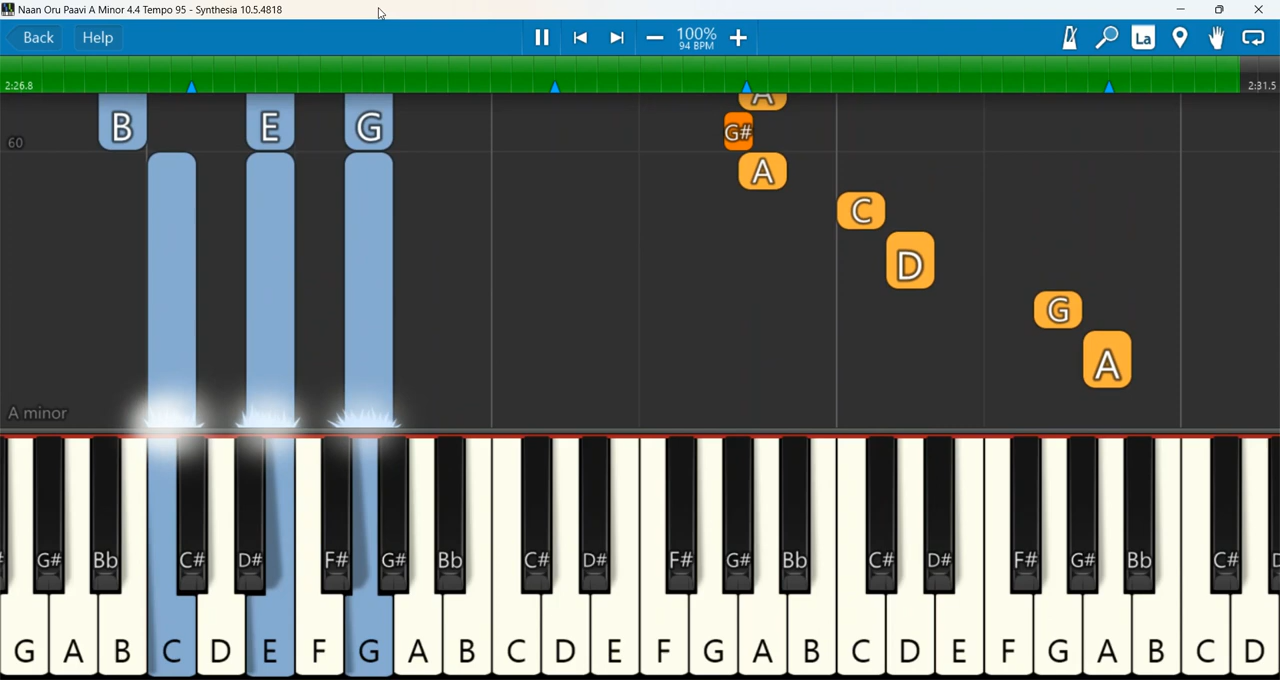 Naan Oru Paavi A Minor 4.4 Tempo 95 - Synthesia 10.5.4818
Back Help 100% La
94 BPM
2:26.8 2:31.5
A
B E G G#
60
A
C
D
G
A
A minor
G# Bb C# D# F# G# Bb C# D# F# G# Bb C# D# F# G# Bb C#
G A B C D E F G A B C D E F G A B C D E F G A B C D